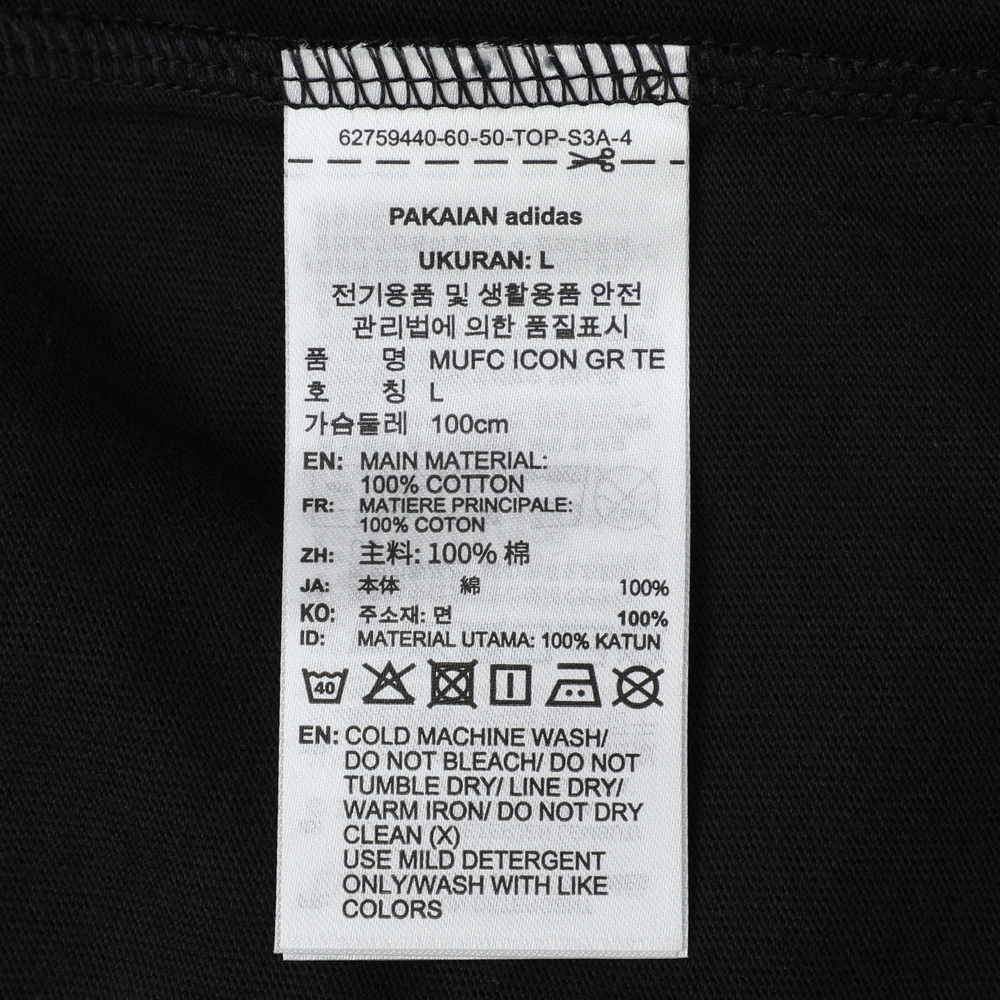 62759440-60-50-TOP-S3A-4
PAKAIAN adidas
UKURAN: L
전기용품 및 생활용품 안전
관리법에 의한 품질표시
품 명 MUFC ICON GR TE
호 칭 L
가슴둘레 100cm
EN: MAIN MATERIAL:
100% COTTON
FR: MATIERE PRINCIPALE:
100% COTON
ZH: 主料: 100% 棉
JA: 本体 綿 100%
KO: 주소재: 면 100%
ID: MATERIAL UTAMA: 100% KATUN
40
EN: COLD MACHINE WASH/
DO NOT BLEACH/ DO NOT
TUMBLE DRY/ LINE DRY/
WARM IRON/ DO NOT DRY
CLEAN (X)
USE MILD DETERGENT
ONLY/WASH WITH LIKE
COLORS